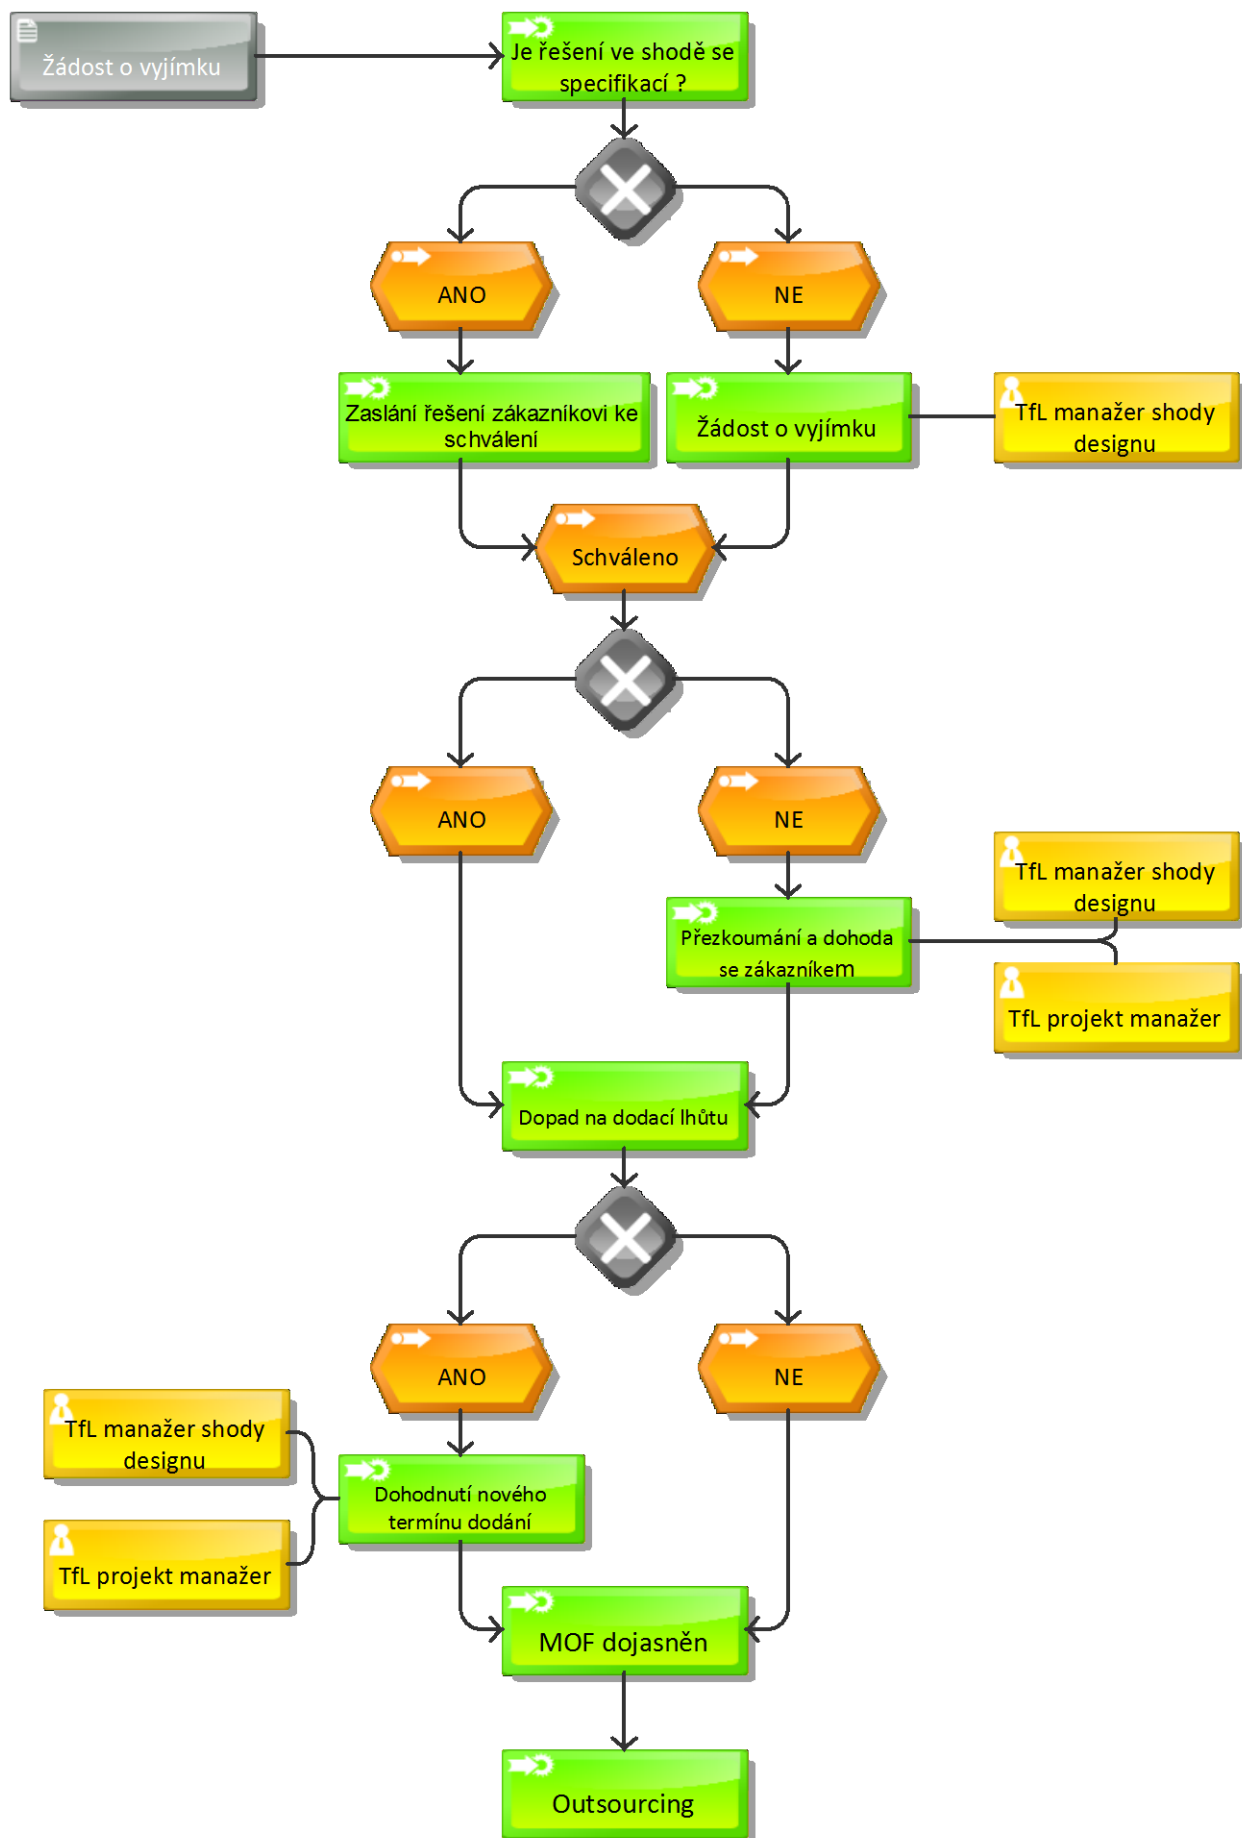 Žádost o vyjímku
Je řešení ve shodě se
specifikací ?
ANO
NE
Zaslání řešení zákazníkovi ke
schválení
Žádost o vyjímku
TfL manažer shody
designu
Schváleno
ANO
NE
TfL manažer shody
designu
Přezkoumání a dohoda
se zákazníkem
TfL projekt manažer
Dopad na dodací lhůtu
ANO
NE
TfL manažer shody
designu
Dohodnutí nového
termínu dodání
TfL projekt manažer
MOF dojasněn
Outsourcing